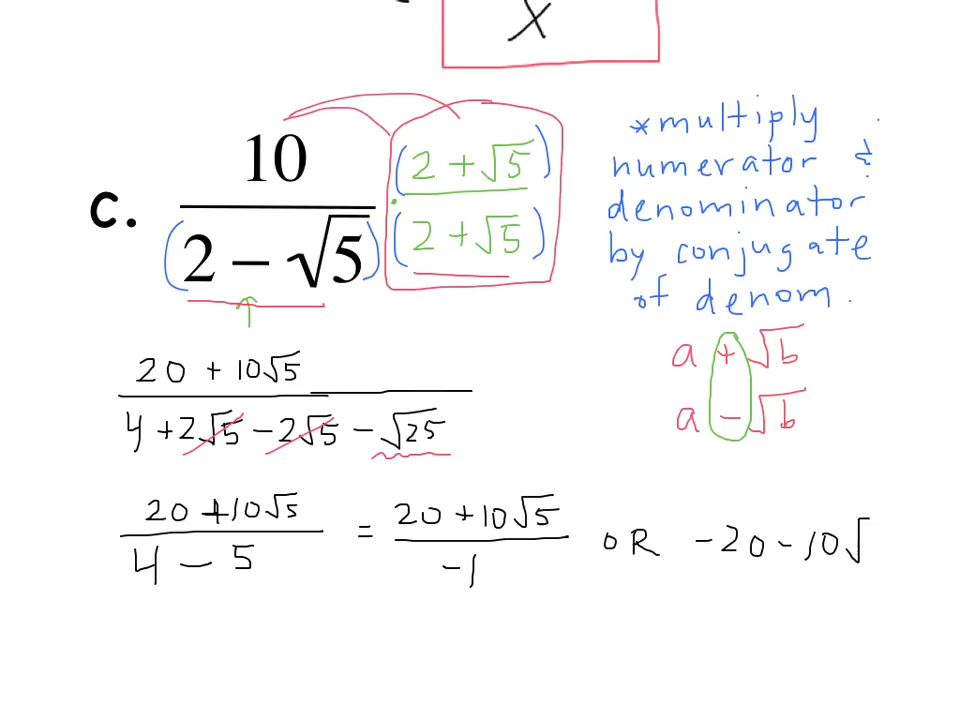 x
c. 10/(2 − √5) · (2 + √5)/(2 + √5)
*multiply
numerator &
denominator
by conjugate
of denom.
a + √b
a − √b
(20 + 10√5)/(4 + 2√5 − 2√5 − √25)
(20 + 10√5)/(4 − 5) = (20 + 10√5)/(−1) OR −20 − 10√